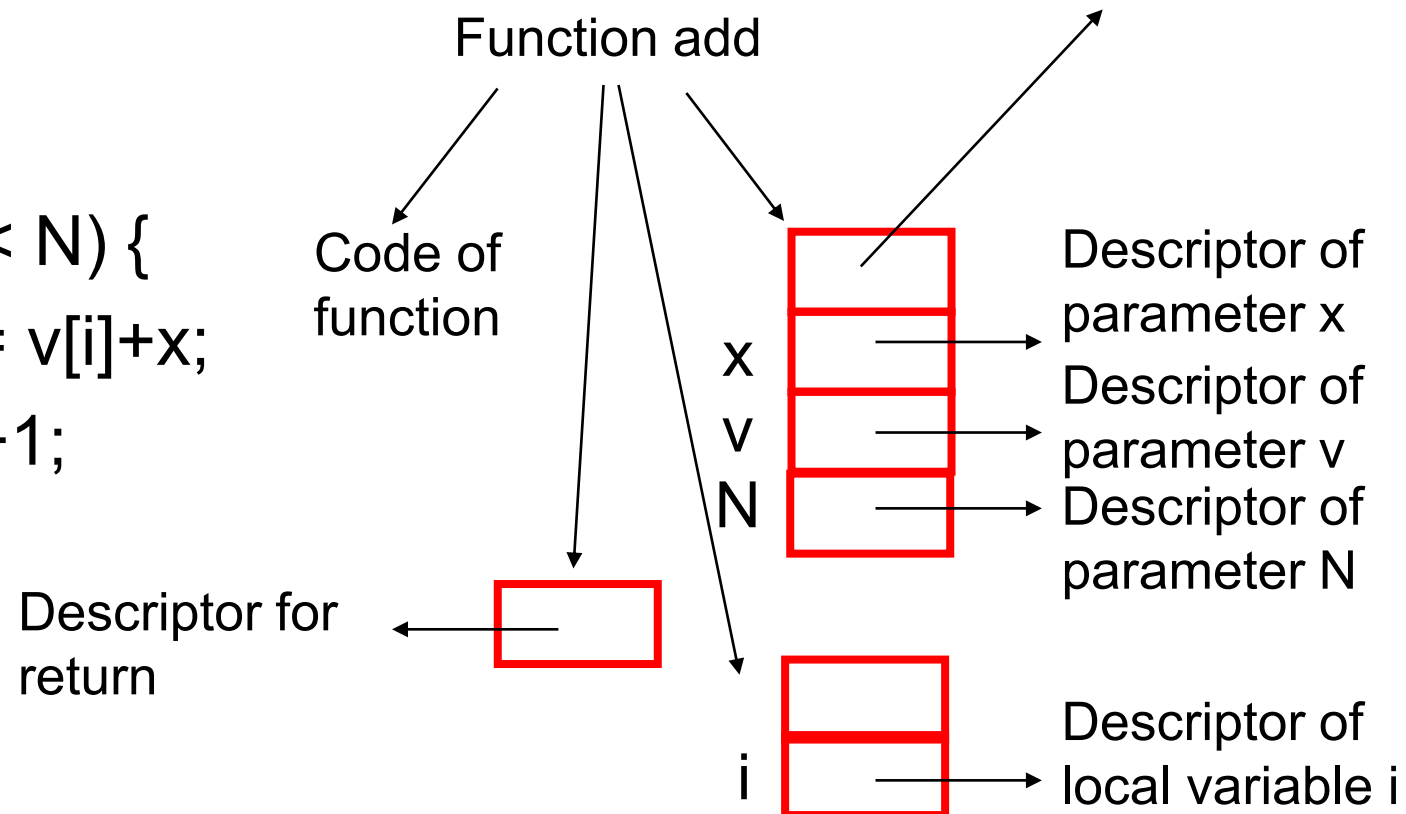 Function add
< N) {
= v[i]+x;
+1;
Code of
function
x
v
N
Descriptor of
parameter x
Descriptor of
parameter v
Descriptor of
parameter N
Descriptor for
return
i
Descriptor of
local variable i